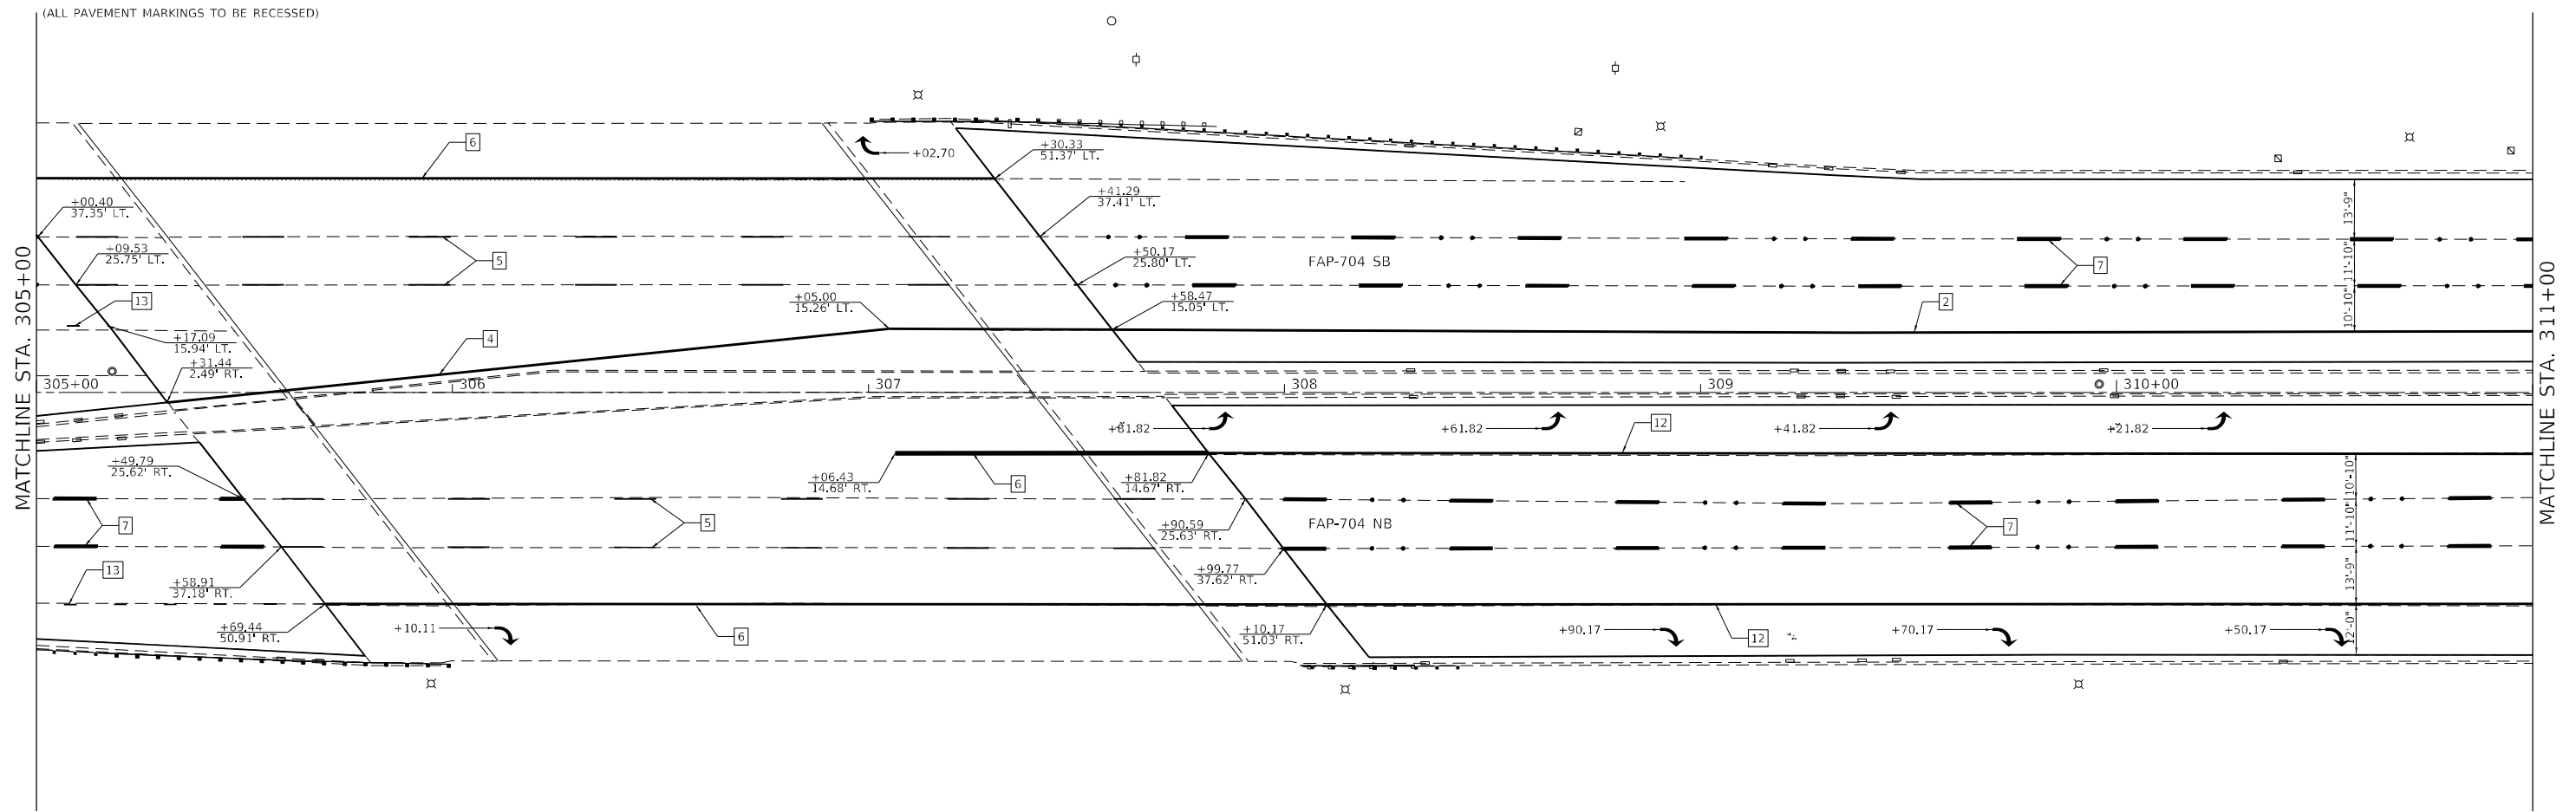 (ALL PAVEMENT MARKINGS TO BE RECESSED)
6
+02.70
+30.33
51.37' LT.
+00.40
37.35' LT.
+41.29
37.41' LT.
13'-9"
+09.53
25.75' LT.
5
+50.17
25.80' LT.
FAP-704 SB
7
11'-10"
13
+05.00
15.26' LT.
+58.47
15.05' LT.
2
10'-10"
+17.09
15.94' LT.
4
+31.44
2.49' RT.
MATCHLINE STA. 305+00
MATCHLINE STA. 311+00
305+00
306
307
308
309
310+00
+61.82
+41.82
+21.82
12
+49.79
25.62' RT.
+06.43
14.68' RT.
6
+81.82
14.67' RT.
10'-10"
7
5
+90.59
25.63' RT.
FAP-704 NB
7
11'-10"
13
+58.91
37.18' RT.
+99.77
37.62' RT.
13'-9"
+69.44
50.91' RT.
+10.11
6
+10.17
51.03' RT.
+90.17
12
+70.17
+50.17
12'-0"